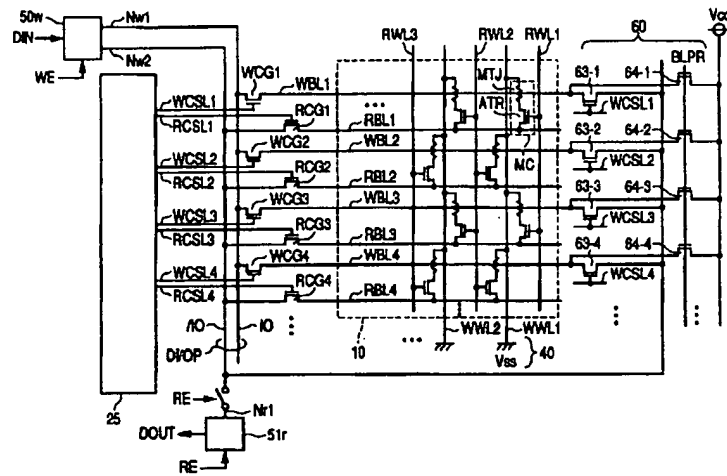 50w
Nw1
DIN
Nw2
WE
RWL3
RWL2
RWL1
60
Vcc
BLPR
WCG1
WBL1
MTJ
63-1
64-1
WCSL1
RCSL1
RCG1
...
ATR
WCSL1
RBL1
WCG2
WBL2
MC
63-2
64-2
WCSL2
RCSL2
RCG2
RBL2
WCSL2
WCG3
WBL3
63-3
64-3
WCSL3
RCSL3
RCG3
RBL3
WCSL3
WCG4
WBL4
63-4
64-4
WCSL4
RCSL4
RCG4
RBL4
WCSL4
/IO
IO
DI/OP
10
...
WWL2
WWL1
Vss
40
25
RE
Nr1
DOUT
51r
RE